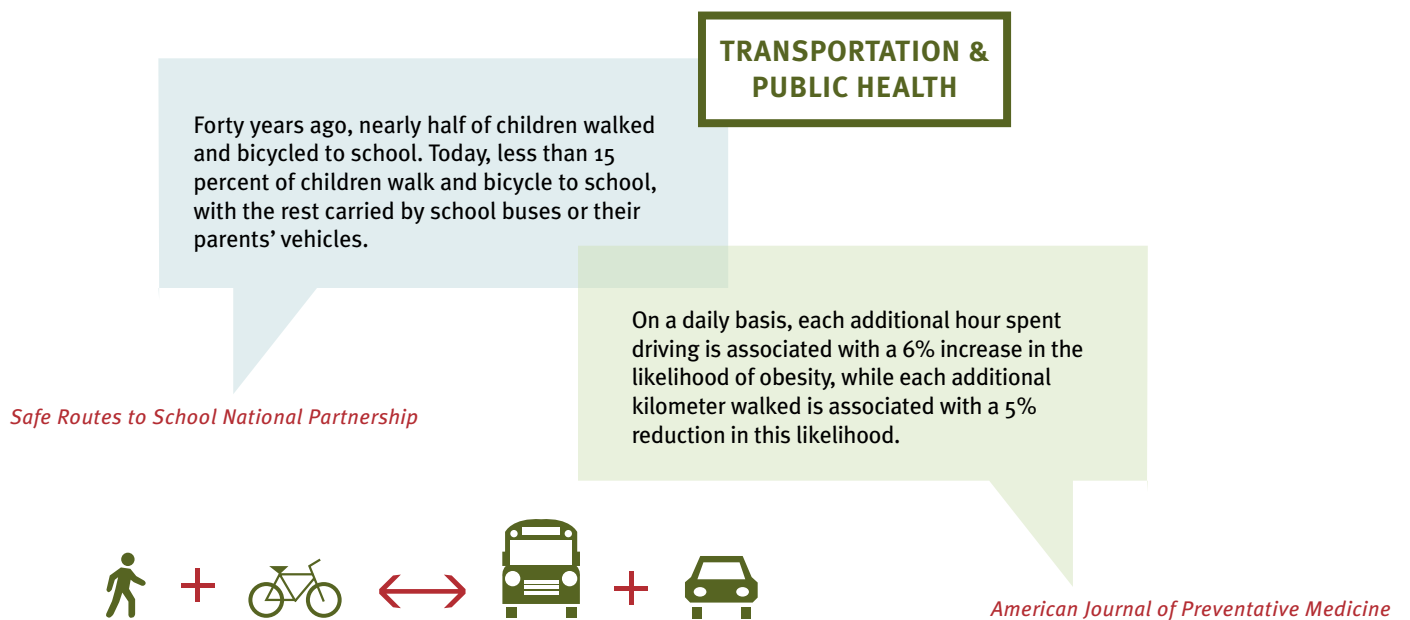 TRANSPORTATION &
PUBLIC HEALTH
Forty years ago, nearly half of children walked
and bicycled to school. Today, less than 15
percent of children walk and bicycle to school,
with the rest carried by school buses or their
parents’ vehicles.
Safe Routes to School National Partnership
On a daily basis, each additional hour spent
driving is associated with a 6% increase in the
likelihood of obesity, while each additional
kilometer walked is associated with a 5%
reduction in this likelihood.
American Journal of Preventative Medicine